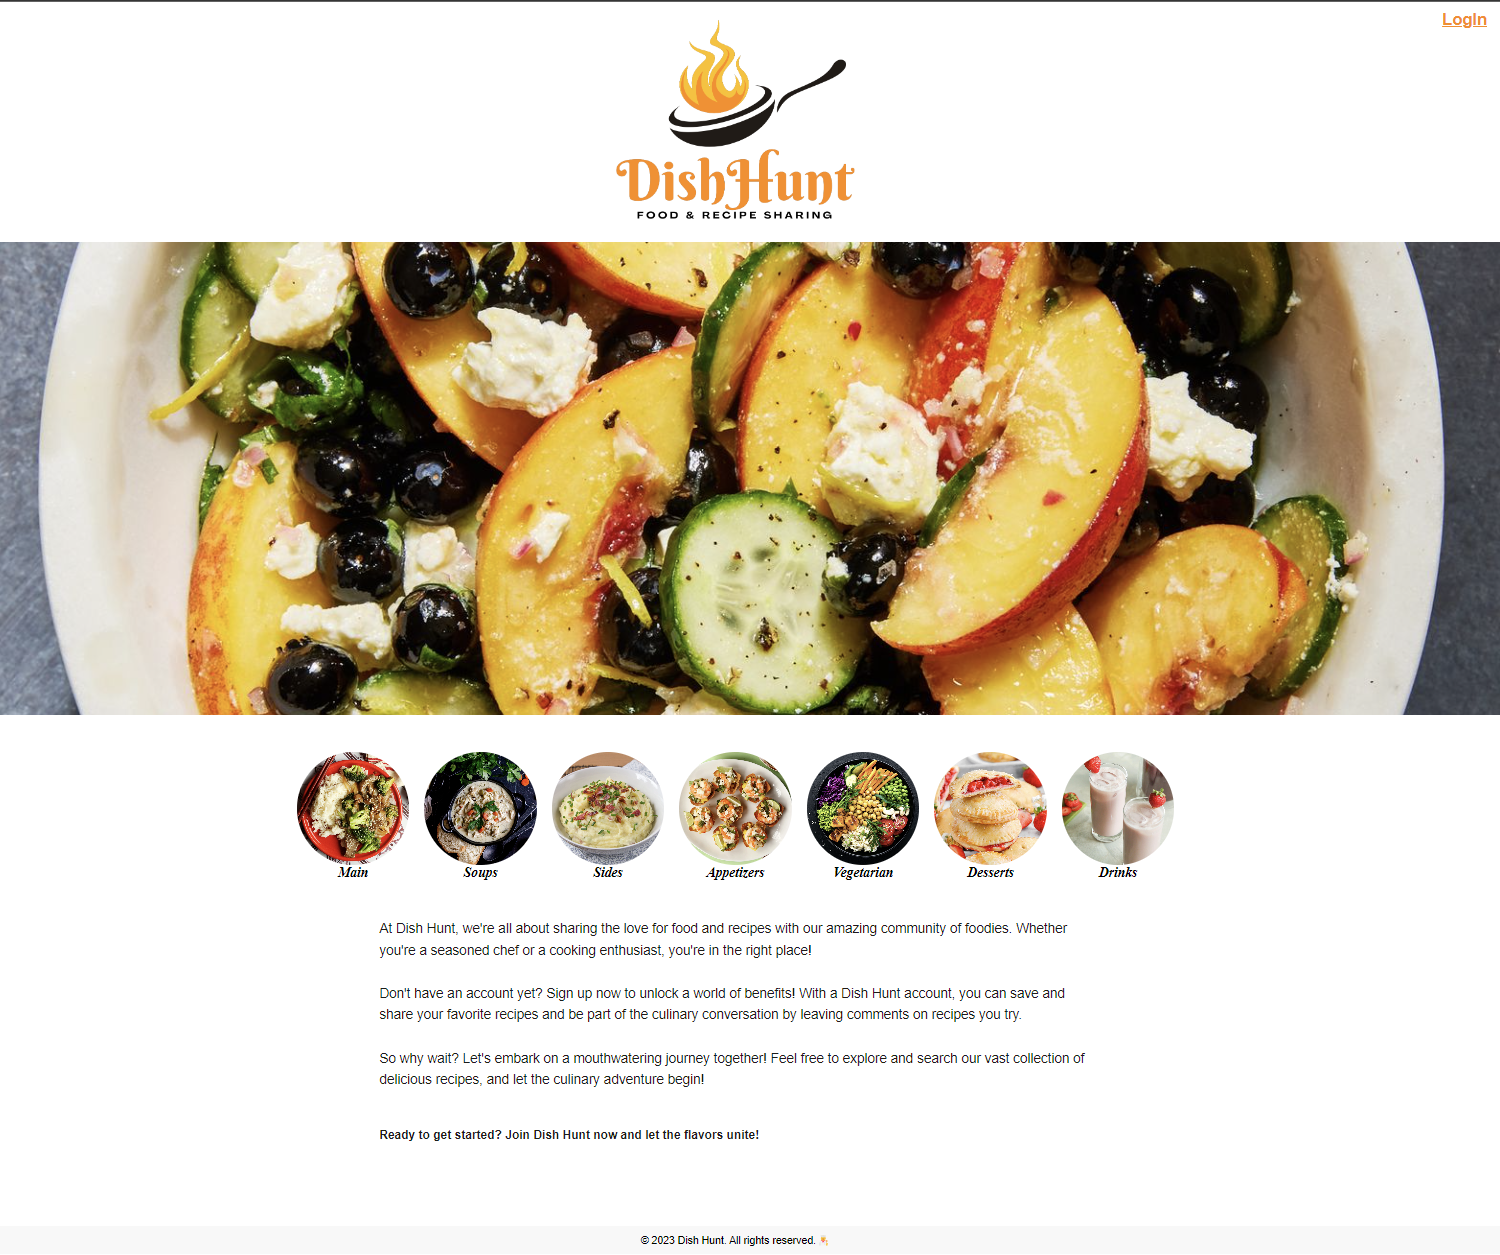 LogIn
DishHunt
FOOD & RECIPE SHARING
Main
Soups
Sides
Appetizers
Vegetarian
Desserts
Drinks
At Dish Hunt, we're all about sharing the love for food and recipes with our amazing community of foodies. Whether
you're a seasoned chef or a cooking enthusiast, you're in the right place!
Don't have an account yet? Sign up now to unlock a world of benefits! With a Dish Hunt account, you can save and
share your favorite recipes and be part of the culinary conversation by leaving comments on recipes you try.
So why wait? Let's embark on a mouthwatering journey together! Feel free to explore and search our vast collection of
delicious recipes, and let the culinary adventure begin!
Ready to get started? Join Dish Hunt now and let the flavors unite!
© 2023 Dish Hunt. All rights reserved.